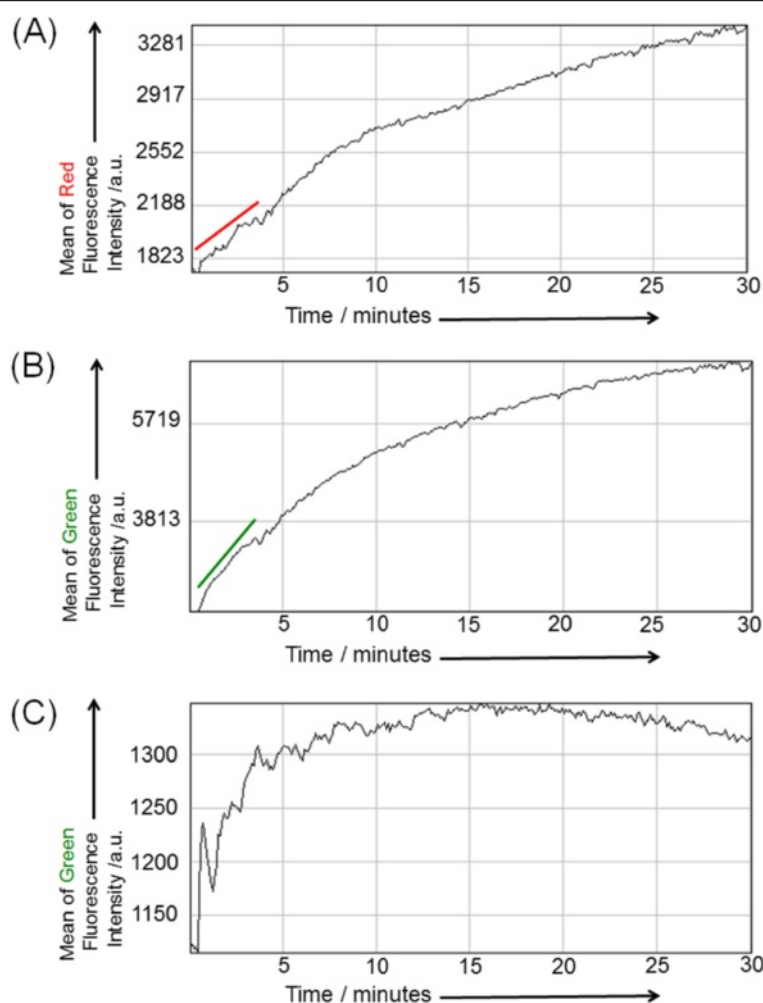 (A)
Mean of Red
Fluorescence
Intensity /a.u.
3281
2917
2552
2188
1823
5 10 15 20 25 30
Time / minutes
(B)
Mean of Green
Fluorescence
Intensity /a.u.
5719
3813
5 10 15 20 25 30
Time / minutes
(C)
Mean of Green
Fluorescence
Intensity /a.u.
1300
1250
1200
1150
5 10 15 20 25 30
Time / minutes